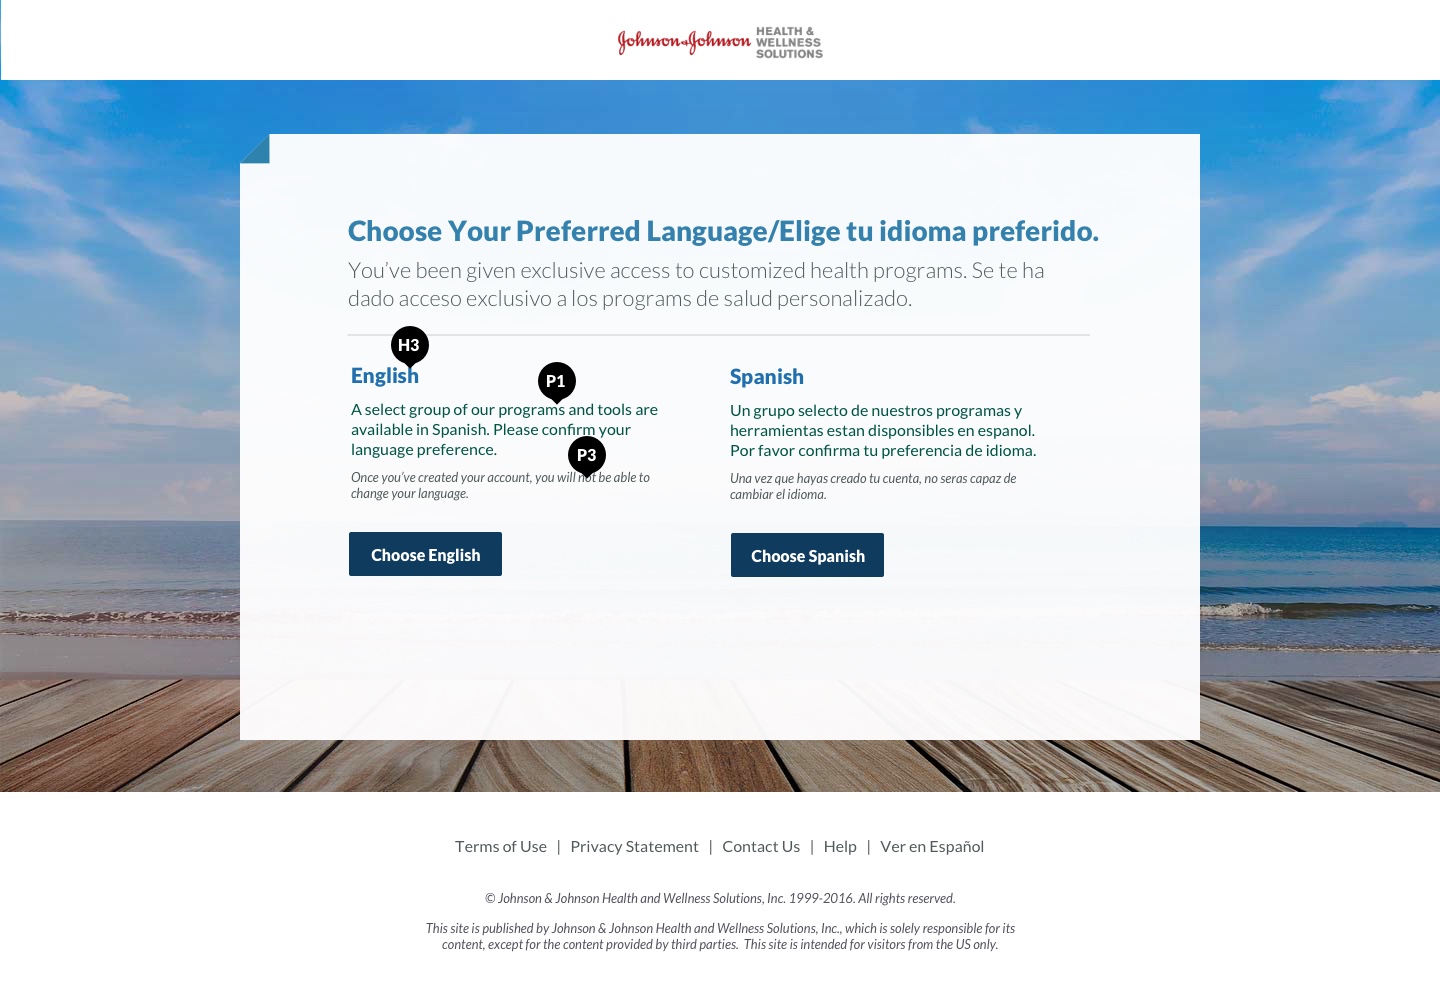 Johnson & Johnson HEALTH &
WELLNESS
SOLUTIONS
Choose Your Preferred Language/Elige tu idioma preferido.
You've been given exclusive access to customized health programs. Se te ha
dado acceso exclusivo a los programs de salud personalizado.
H3
English
P1
A select group of our programs and tools are
available in Spanish. Please confirm your
language preference.
P3
Once you've created your account, you will not be able to
change your language.
Choose English
Spanish
Un grupo selecto de nuestros programas y
herramientas estan disponsibles en espanol.
Por favor confirma tu preferencia de idioma.
Una vez que hayas creado tu cuenta, no seras capaz de
cambiar el idioma.
Choose Spanish
Terms of Use | Privacy Statement | Contact Us | Help | Ver en Español
© Johnson & Johnson Health and Wellness Solutions, Inc. 1999-2016. All rights reserved.
This site is published by Johnson & Johnson Health and Wellness Solutions, Inc., which is solely responsible for its
content, except for the content provided by third parties. This site is intended for visitors from the US only.